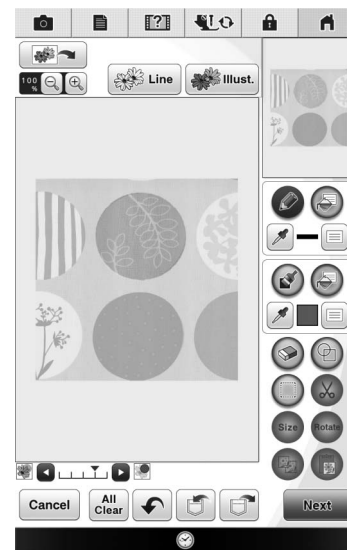 ?
100
%
Line
Illust.
Size
Rotate
Cancel
All
Clear
Next